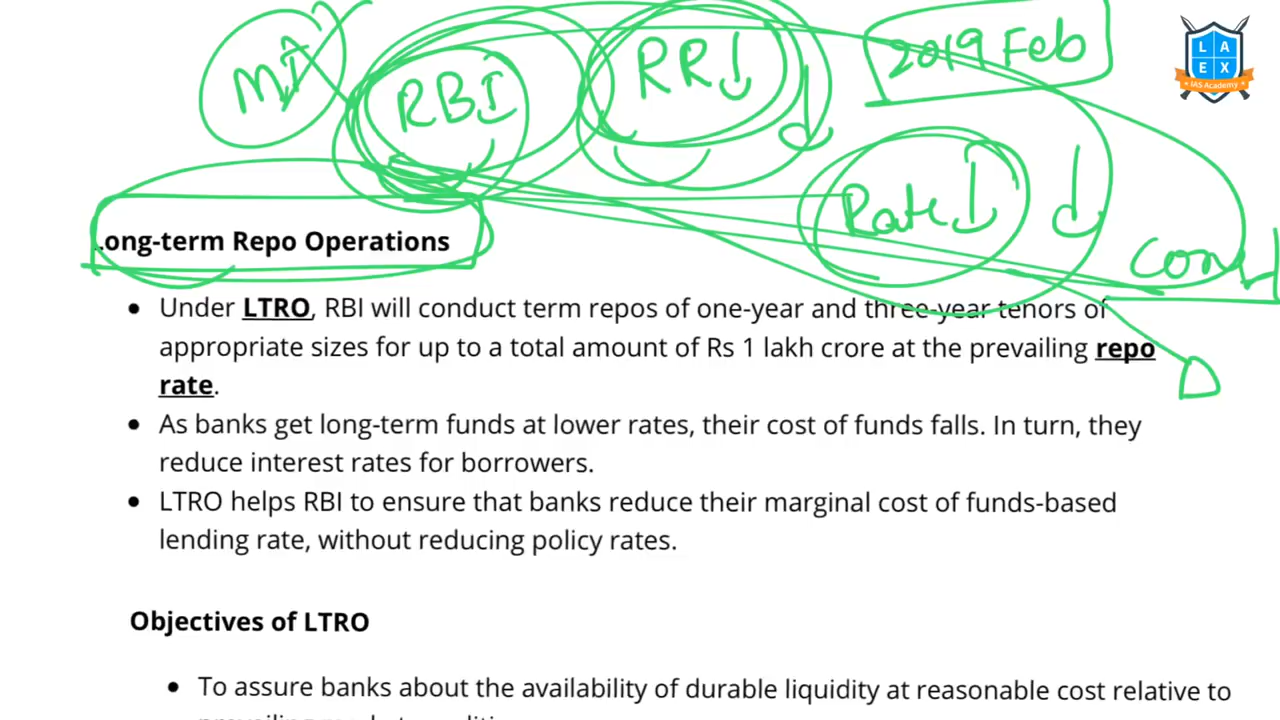 MIA
RBI
RR↓
2019 Feb
LAEX
IAS Academy
Rate↓
Long-term Repo Operations
• Under LTRO, RBI will conduct term repos of one-year and three-year tenors of
appropriate sizes for up to a total amount of Rs 1 lakh crore at the prevailing repo
rate.
• As banks get long-term funds at lower rates, their cost of funds falls. In turn, they
reduce interest rates for borrowers.
• LTRO helps RBI to ensure that banks reduce their marginal cost of funds-based
lending rate, without reducing policy rates.
Objectives of LTRO
• To assure banks about the availability of durable liquidity at reasonable cost relative to